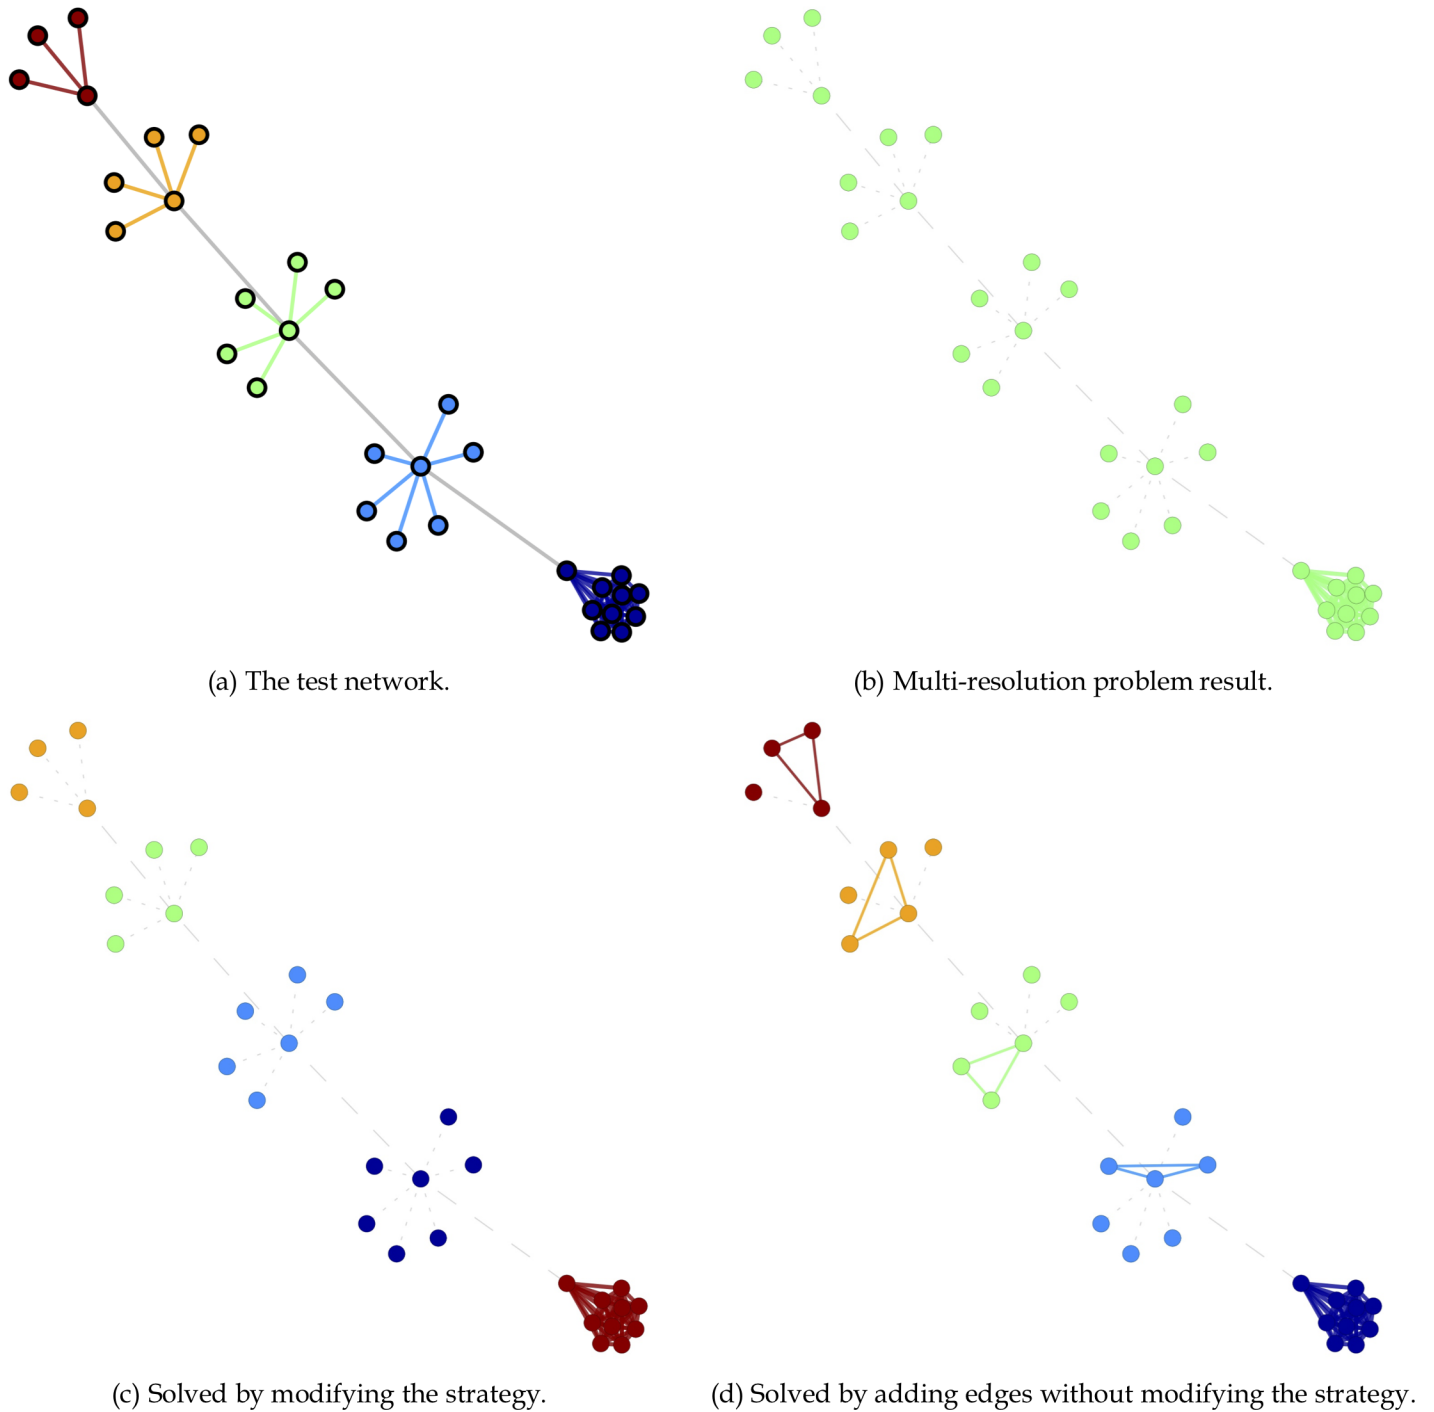 (a) The test network.
(b) Multi-resolution problem result.
(c) Solved by modifying the strategy.
(d) Solved by adding edges without modifying the strategy.